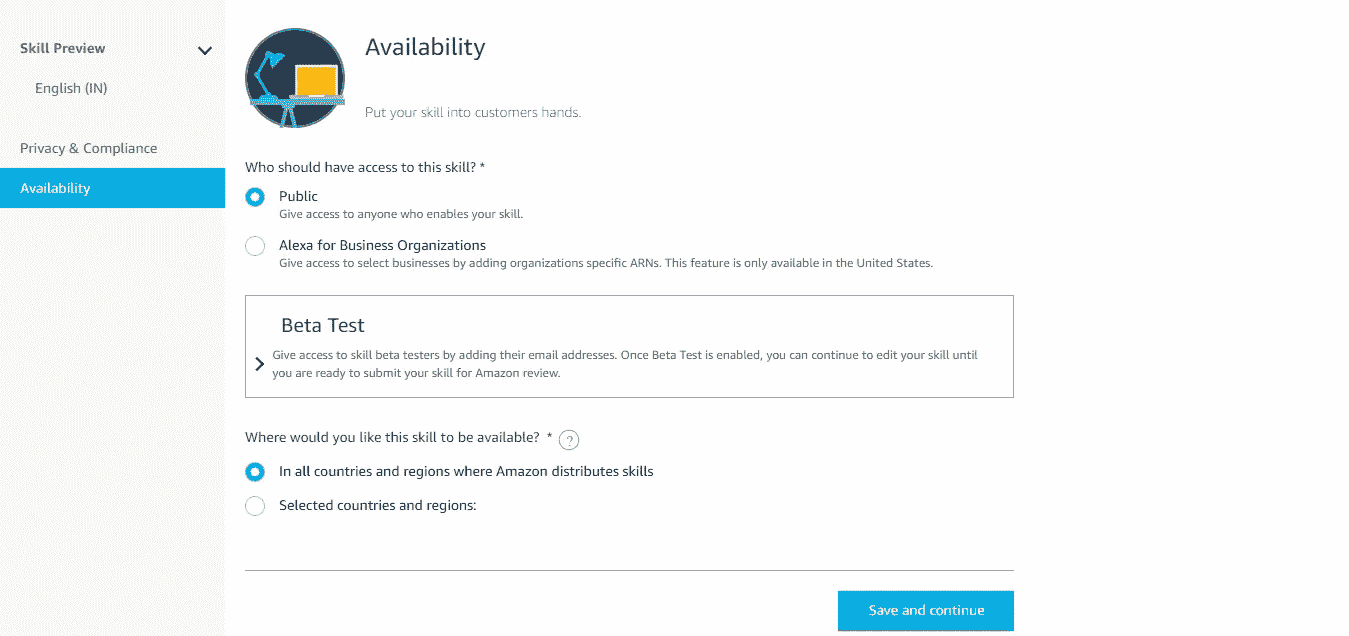 Skill Preview
English (IN)
Privacy & Compliance
Availability
Availability
Put your skill into customers hands.
Who should have access to this skill? *
Public
Give access to anyone who enables your skill.
Alexa for Business Organizations
Give access to select businesses by adding organizations specific ARNs. This feature is only available in the United States.
Beta Test
Give access to skill beta testers by adding their email addresses. Once Beta Test is enabled, you can continue to edit your skill until
you are ready to submit your skill for Amazon review.
Where would you like this skill to be available? * ?
In all countries and regions where Amazon distributes skills
Selected countries and regions:
Save and continue